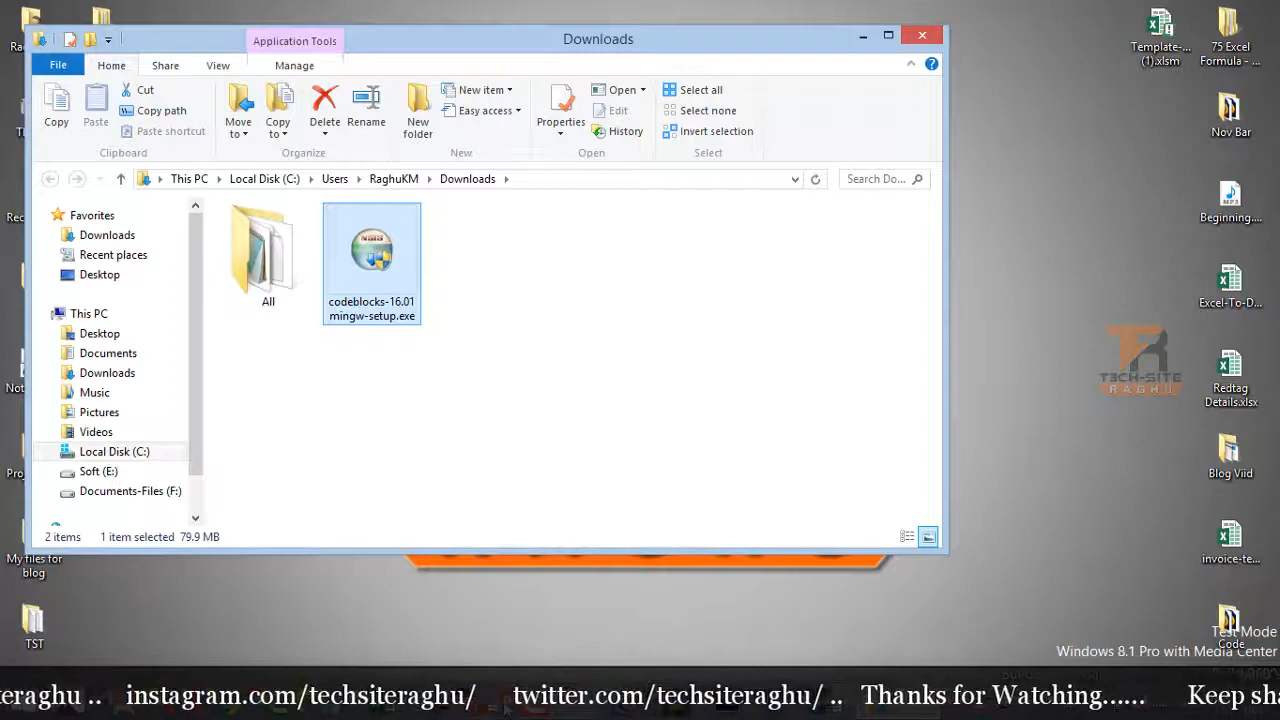 Application Tools
Downloads
File
Home
Share
View
Manage
Copy
Paste
Cut
Copy path
Paste shortcut
Clipboard
Move to
Copy to
Delete
Rename
Organize
New folder
New item
Easy access
New
Properties
Open
Edit
History
Open
Select all
Select none
Invert selection
Select
This PC
Local Disk (C:)
Users
RaghuKM
Downloads
Search Do...
Favorites
Downloads
Recent places
Desktop
This PC
Desktop
Documents
Downloads
Music
Pictures
Videos
Local Disk (C:)
Soft (E:)
Documents-Files (F:)
All
NSIS
codeblocks-16.01
mingw-setup.exe
2 items
1 item selected 79.9 MB
My files for
blog
TST
Template-...
(1).xlsm
75 Excel
Formula - ...
Nov Bar
MP3
Beginning....
Excel-To-D...
TECH-SITE
RAGHU
Redtag
Details.xlsx
Blog Viid
invoice-te...
Code
Test Mode
Windows 8.1 Pro with Media Center
teraghu .. instagram.com/techsiteraghu/ twitter.com/techsiteraghu/ .. Thanks for Watching...... Keep sh